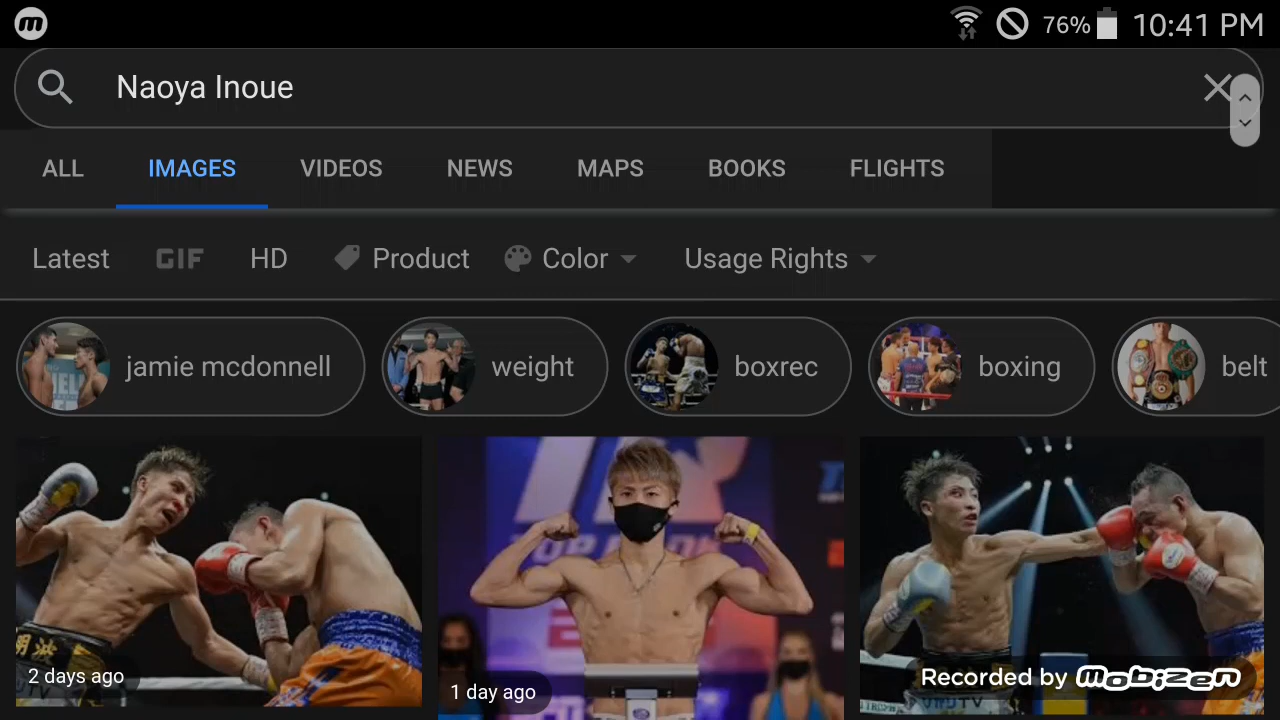 m
76% 10:41 PM
Naoya Inoue
ALL IMAGES VIDEOS NEWS MAPS BOOKS FLIGHTS
Latest GIF HD Product Color Usage Rights
jamie mcdonnell weight boxrec boxing belt
2 days ago
1 day ago
Recorded by mobizen